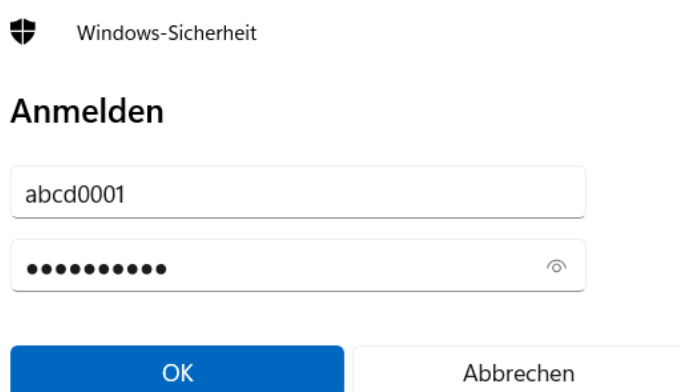 Windows-Sicherheit
Anmelden
abcd0001
●●●●●●●●●●
OK Abbrechen